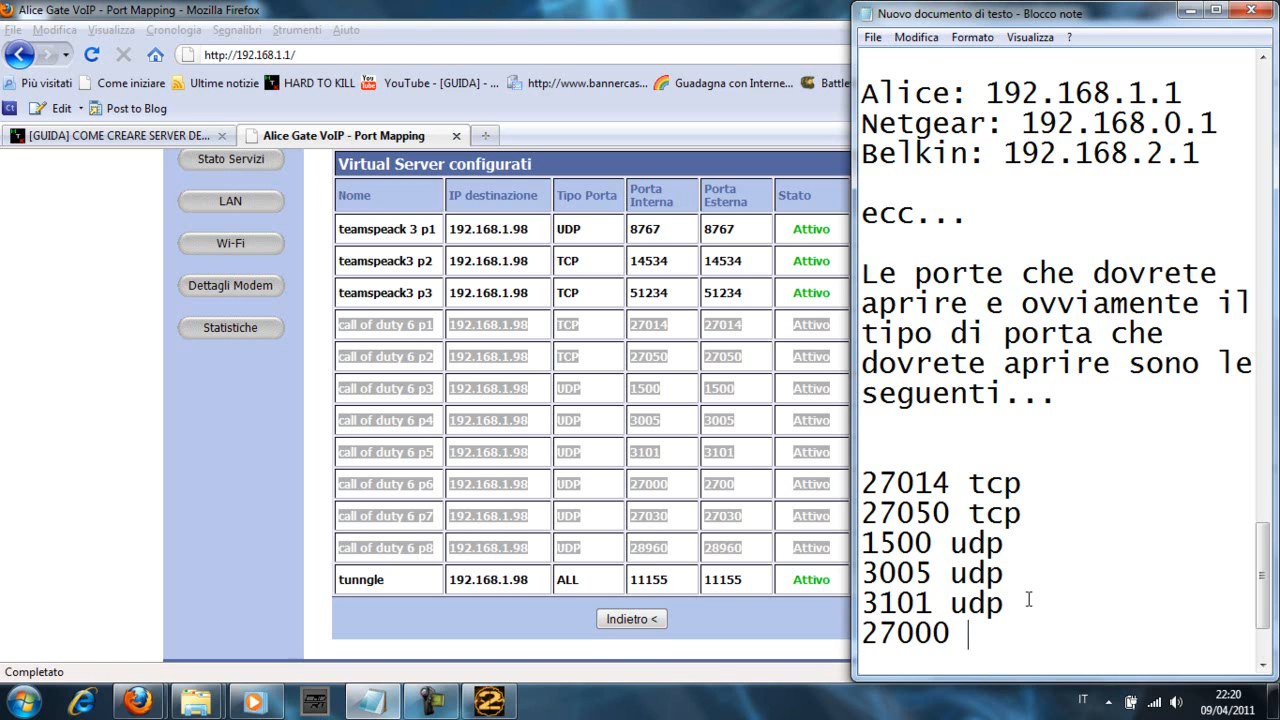 Alice Gate VoIP - Port Mapping - Mozilla Firefox
File Modifica Visualizza Cronologia Segnalibri Strumenti Aiuto
http://192.168.1.1/
Più visitati Come iniziare Ultime notizie HARD TO KILL YouTube - [GUIDA] - ... http://www.bannercas... Guadagna con Interne... Battle
Ct Edit Post to Blog
[GUIDA] COME CREARE SERVER DE... Alice Gate VoIP - Port Mapping
Stato Servizi
LAN
Wi-Fi
Dettagli Modem
Statistiche
Virtual Server configurati
Nome IP destinazione Tipo Porta Porta Interna Porta Esterna Stato
teamspeack 3 p1 192.168.1.98 UDP 8767 8767 Attivo
teamspeack3 p2 192.168.1.98 TCP 14534 14534 Attivo
teamspeack3 p3 192.168.1.98 TCP 51234 51234 Attivo
call of duty 6 p1 192.168.1.98 TCP 27014 27014 Attivo
call of duty 6 p2 192.168.1.98 TCP 27050 27050 Attivo
call of duty 6 p3 192.168.1.98 UDP 1500 1500 Attivo
call of duty 6 p4 192.168.1.98 UDP 3005 3005 Attivo
call of duty 6 p5 192.168.1.98 UDP 3101 3101 Attivo
call of duty 6 p6 192.168.1.98 UDP 27000 2700 Attivo
call of duty 6 p7 192.168.1.98 UDP 27030 27030 Attivo
call of duty 6 p8 192.168.1.98 UDP 28960 28960 Attivo
tunngle 192.168.1.98 ALL 11155 11155 Attivo
Indietro <
Completato
Nuovo documento di testo - Blocco note
File Modifica Formato Visualizza ?
Alice: 192.168.1.1
Netgear: 192.168.0.1
Belkin: 192.168.2.1
ecc...
Le porte che dovrete
aprire e ovviamente il
tipo di porta che
dovrete aprire sono le
seguenti...
27014 tcp
27050 tcp
1500 udp
3005 udp
3101 udp
27000
IT
22:20
09/04/2011